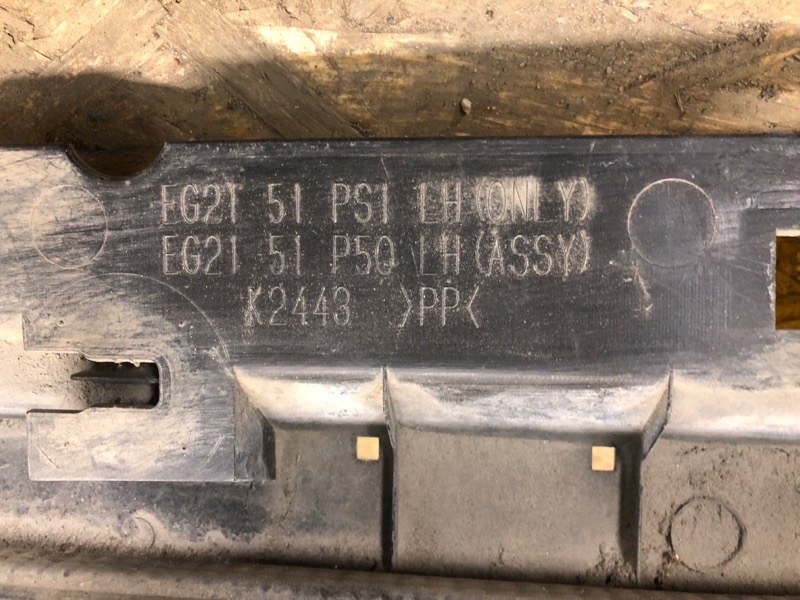 EG21 51 PS1 LH(ONLY)
EG21 51 P50 LH(ASSY)
K2443 >PP<